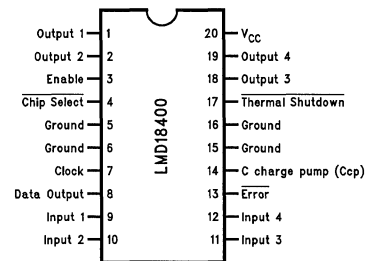 Output 1 1 20 VCC
Output 2 2 19 Output 4
Enable 3 18 Output 3
Chip Select 4 17 Thermal Shutdown
Ground 5 16 Ground
Ground 6 15 Ground
Clock 7 14 C charge pump (Ccp)
Data Output 8 13 Error
Input 1 9 12 Input 4
Input 2 10 11 Input 3
LMD18400